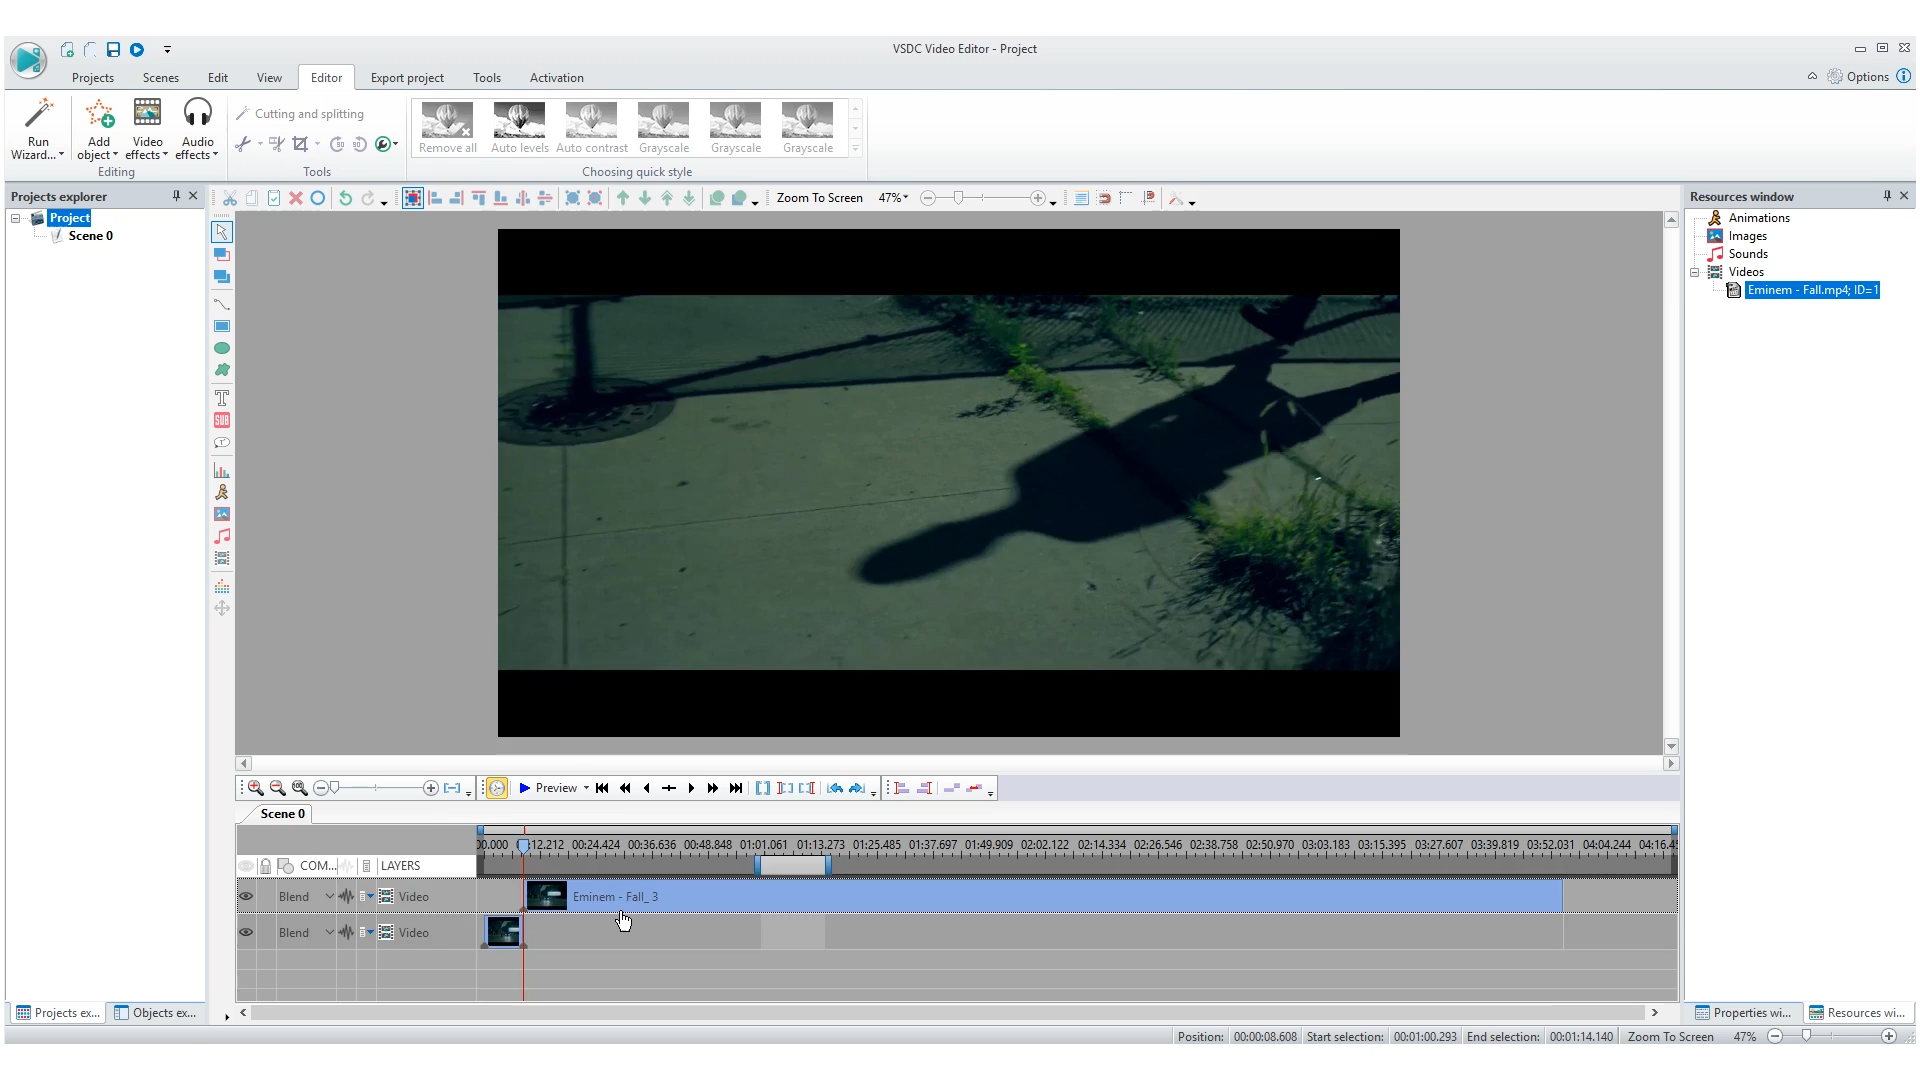 VSDC Video Editor - Project
Projects
Scenes
Edit
View
Editor
Export project
Tools
Activation
Options
Run
Wizard...
Add
object
Video
effects
Audio
effects
Editing
Cutting and splitting
Tools
Remove all
Auto levels
Auto contrast
Grayscale
Grayscale
Grayscale
Choosing quick style
Projects explorer
Project
Scene 0
Zoom To Screen
47%
Resources window
Animations
Images
Sounds
Videos
Eminem - Fall.mp4; ID=1
T
SUB
Preview
Scene 0
00:12.212
00:24.424
00:36.636
00:48.848
01:01.061
01:13.273
01:25.485
01:37.697
01:49.909
02:02.122
02:14.334
02:26.546
02:38.758
02:50.970
03:03.183
03:15.395
03:27.607
03:39.819
03:52.031
04:04.244
COM...
LAYERS
Blend
Video
Eminem - Fall_ 3
Blend
Video
Projects ex...
Objects ex...
Properties wi...
Resources wi...
Position: 00:00:08.608 Start selection: 00:01:00.293 End selection: 00:01:14.140 Zoom To Screen 47%